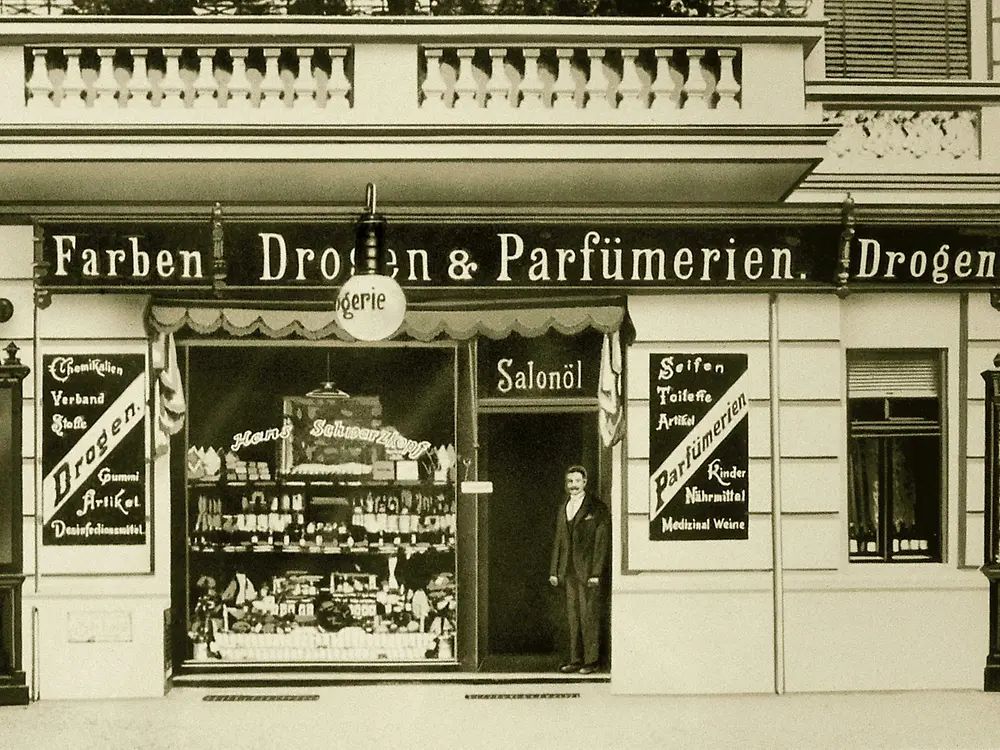 Farben Drogen & Parfümerien. Drogen
ogerie
Salonöl
Hans Schwarzkopf
Chemikalien
Verband
Stoffe
Drogen.
Gummi
Artikel
Desinfectionsmittel
Seifen
Toilette
Artikel
Parfümerien
Kinder
Nährmittel
Medizinal Weine